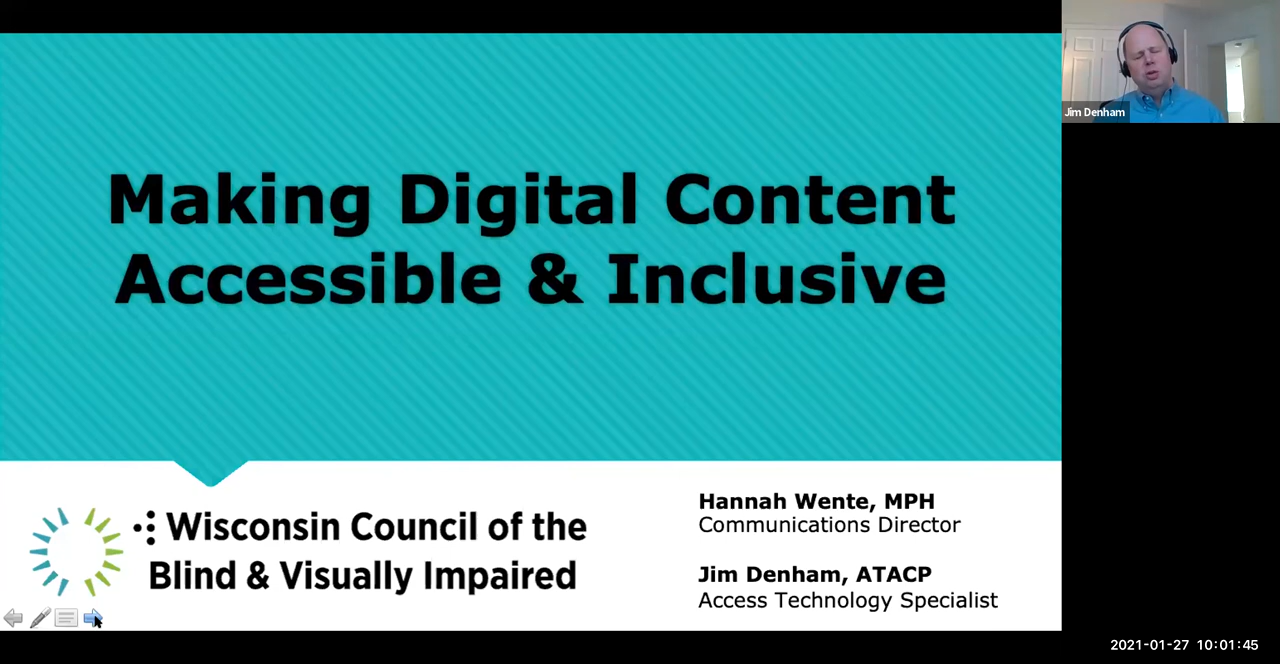 Making Digital Content
Accessible & Inclusive
Wisconsin Council of the
Blind & Visually Impaired
Hannah Wente, MPH
Communications Director
Jim Denham, ATACP
Access Technology Specialist
Jim Denham
2021-01-27 10:01:45